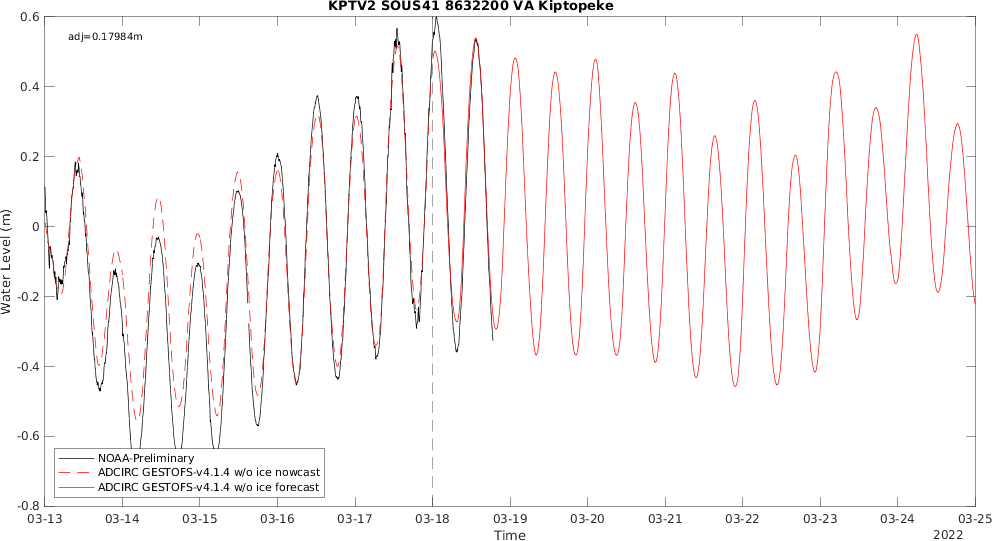 KPTV2 SOUS41 8632200 VA Kiptopeke
adj=0.17984m
0.6
0.4
0.2
0
-0.2
-0.4
-0.6
-0.8
Water Level (m)
NOAA-Preliminary
ADCIRC GESTOFS-v4.1.4 w/o ice nowcast
ADCIRC GESTOFS-v4.1.4 w/o ice forecast
03-13 03-14 03-15 03-16 03-17 03-18 03-19 03-20 03-21 03-22 03-23 03-24 03-25
Time
2022